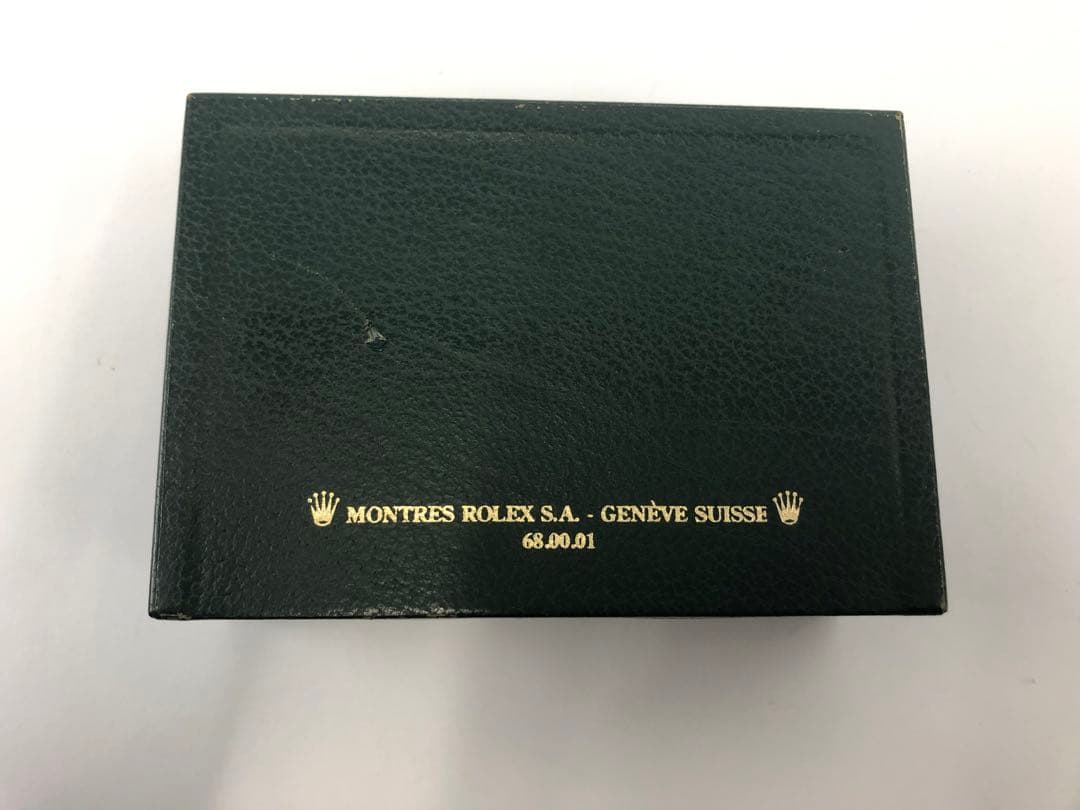 MONTRES ROLEX S.A. - GENÈVE SUISSE
68.00.01